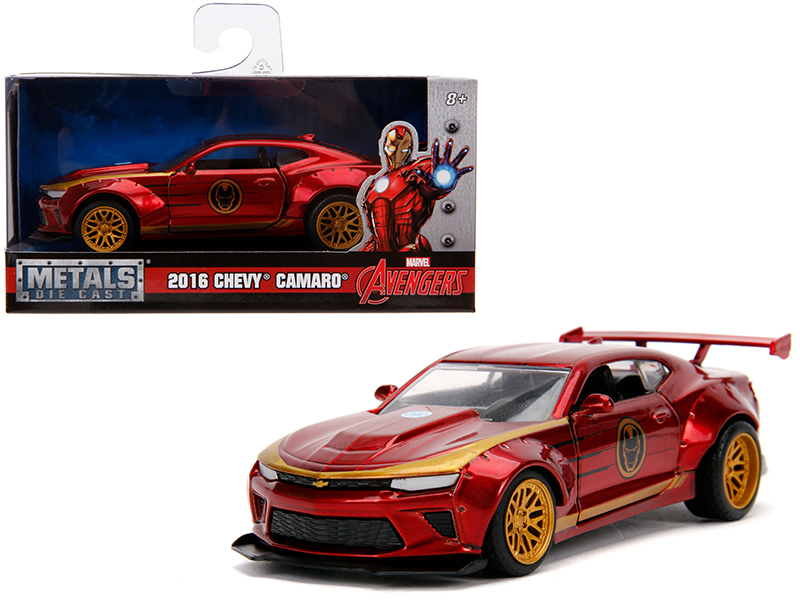 8+
METALS®
DIE CAST
2016 CHEVY® CAMARO®
MARVEL
AVENGERS